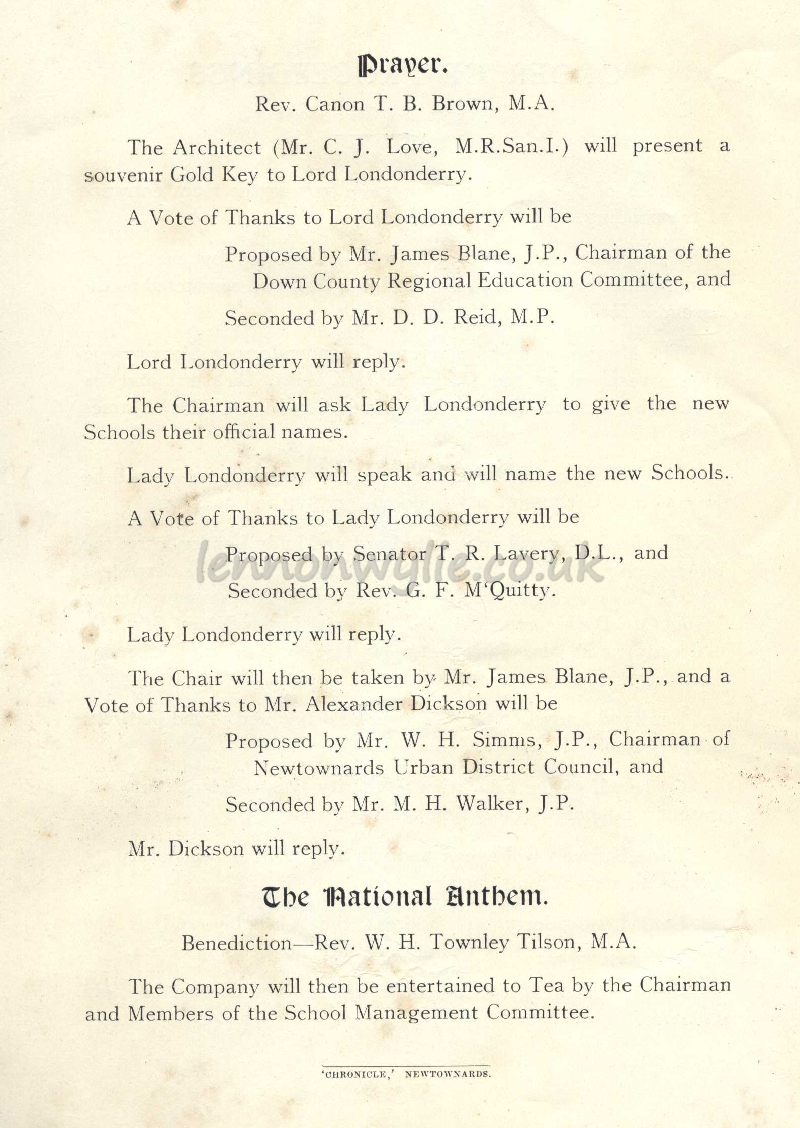 Prayer.
Rev. Canon T. B. Brown, M.A.
The Architect (Mr. C. J. Love, M.R.San.I.) will present a
souvenir Gold Key to Lord Londonderry.
A Vote of Thanks to Lord Londonderry will be
Proposed by Mr. James Blane, J.P., Chairman of the
Down County Regional Education Committee, and
Seconded by Mr. D. D. Reid, M.P.
Lord Londonderry will reply.
The Chairman will ask Lady Londonderry to give the new
Schools their official names.
Lady Londonderry will speak and will name the new Schools.
A Vote of Thanks to Lady Londonderry will be
Proposed by Senator T. R. Lavery, D.L., and
lennonwylie.co.uk
Seconded by Rev. G. F. M‘Quitty.
Lady Londonderry will reply.
The Chair will then be taken by Mr. James Blane, J.P., and a
Vote of Thanks to Mr. Alexander Dickson will be
Proposed by Mr. W. H. Simms, J.P., Chairman of
Newtownards Urban District Council, and
Seconded by Mr. M. H. Walker, J.P.
Mr. Dickson will reply.
The National Anthem.
Benediction—Rev. W. H. Townley Tilson, M.A.
The Company will then be entertained to Tea by the Chairman
and Members of the School Management Committee.
‘CHRONICLE,’ NEWTOWNARDS.